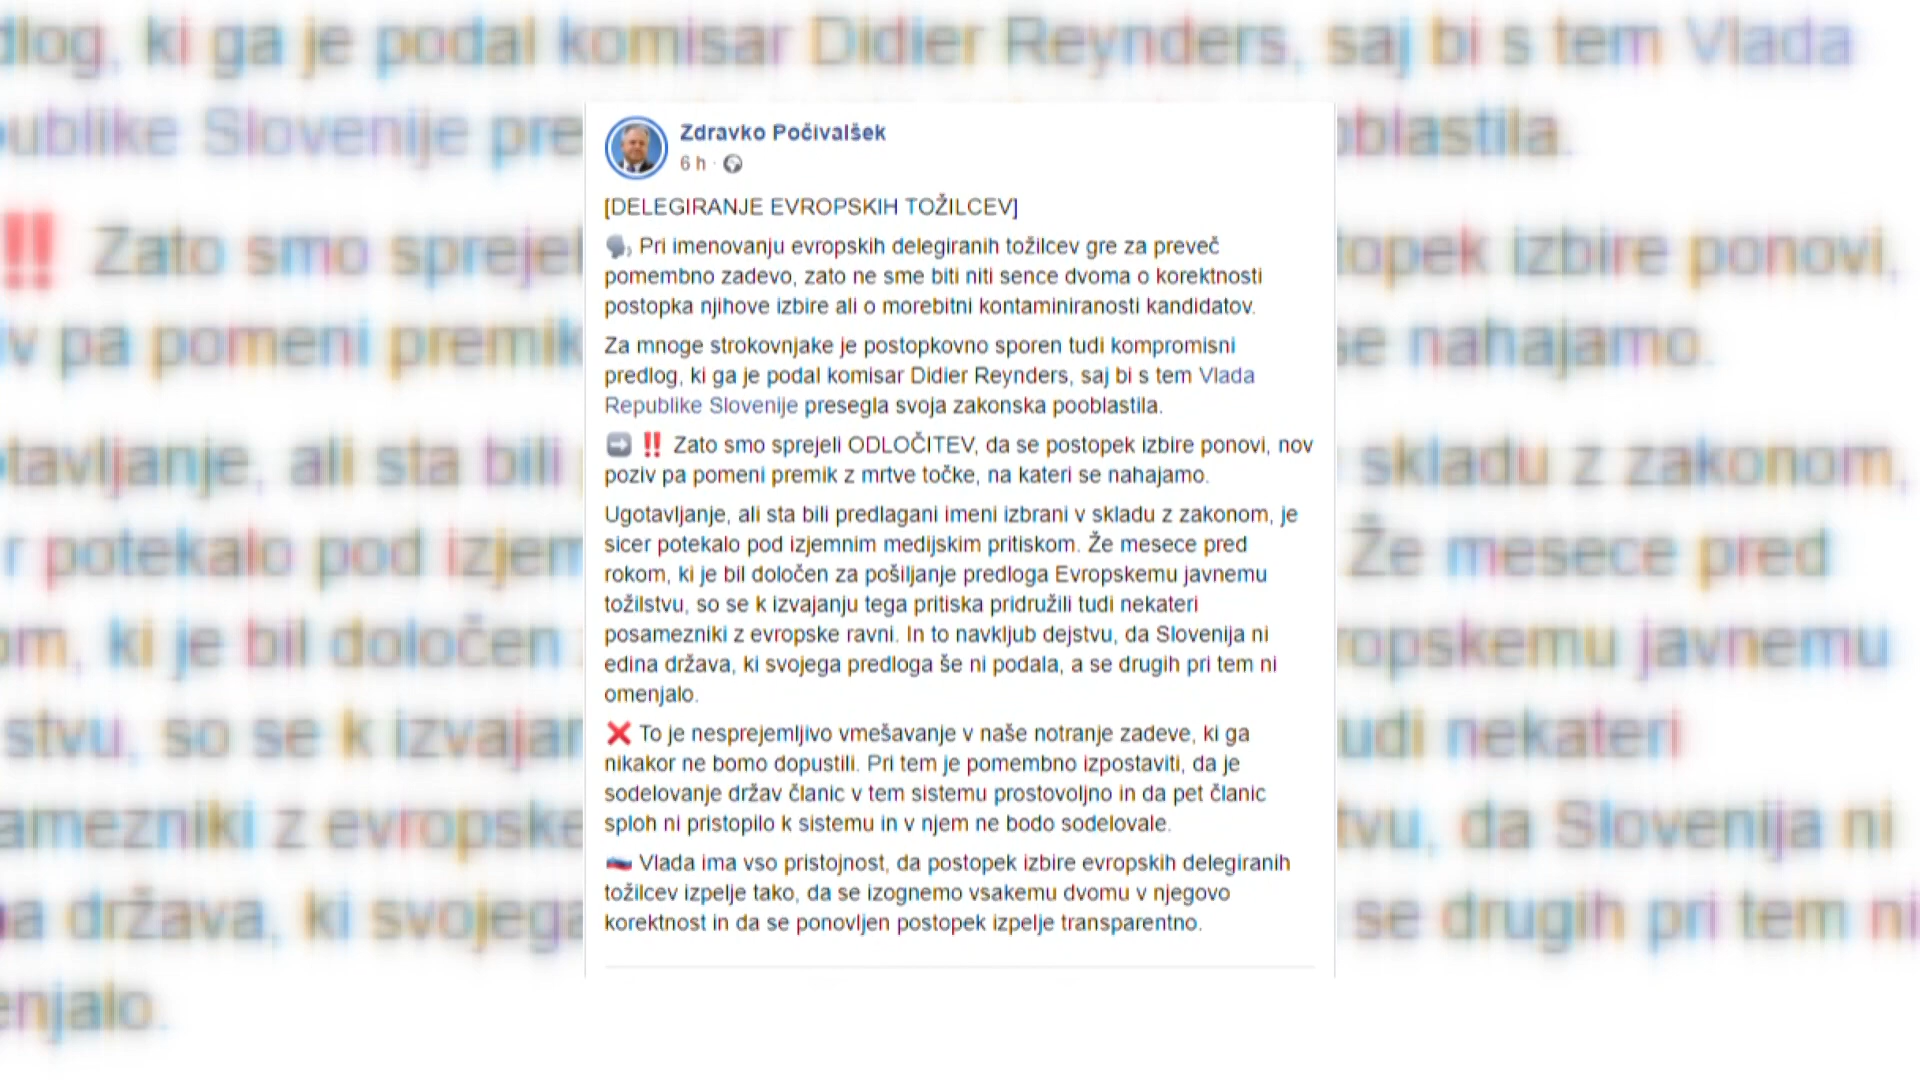 Zdravko Počivalšek
6 h ·
[DELEGIRANJE EVROPSKIH TOŽILCEV]
🗣️ Pri imenovanju evropskih delegiranih tožilcev gre za preveč
pomembno zadevo, zato ne sme biti niti sence dvoma o korektnosti
postopka njihove izbire ali o morebitni kontaminiranosti kandidatov.
Za mnoge strokovnjake je postopkovno sporen tudi kompromisni
predlog, ki ga je podal komisar Didier Reynders, saj bi s tem Vlada
Republike Slovenije presegla svoja zakonska pooblastila.
➡️ ‼️ Zato smo sprejeli ODLOČITEV, da se postopek izbire ponovi, nov
poziv pa pomeni premik z mrtve točke, na kateri se nahajamo.
Ugotavljanje, ali sta bili predlagani imeni izbrani v skladu z zakonom, je
sicer potekalo pod izjemnim medijskim pritiskom. Že mesece pred
rokom, ki je bil določen za pošiljanje predloga Evropskemu javnemu
tožilstvu, so se k izvajanju tega pritiska pridružili tudi nekateri
posamezniki z evropske ravni. In to navkljub dejstvu, da Slovenija ni
edina država, ki svojega predloga še ni podala, a se drugih pri tem ni
omenjalo.
❌ To je nesprejemljivo vmešavanje v naše notranje zadeve, ki ga
nikakor ne bomo dopustili. Pri tem je pomembno izpostaviti, da je
sodelovanje držav članic v tem sistemu prostovoljno in da pet članic
sploh ni pristopilo k sistemu in v njem ne bodo sodelovale.
🇸🇮 Vlada ima vso pristojnost, da postopek izbire evropskih delegiranih
tožilcev izpelje tako, da se izognemo vsakemu dvomu v njegovo
korektnost in da se ponovljen postopek izpelje transparentno.